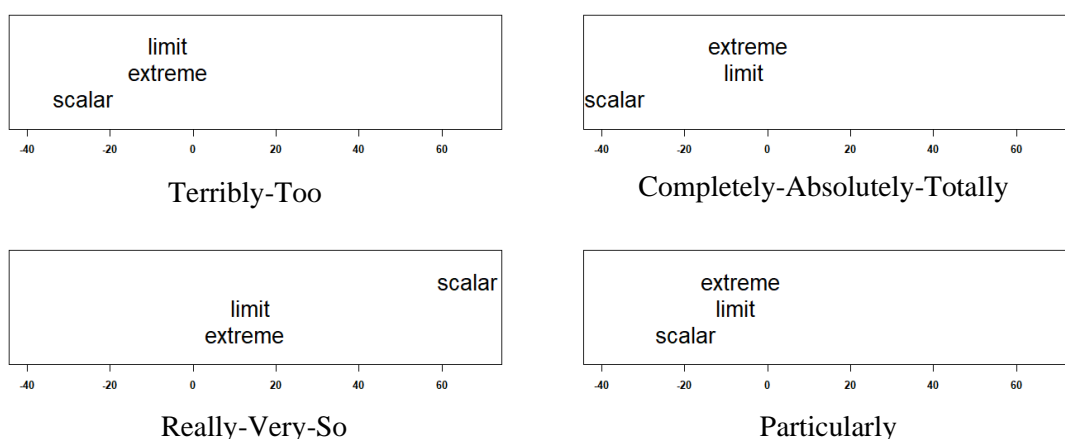 limit
extreme
scalar
-40 -20 0 20 40 60
Terribly-Too
extreme
limit
scalar
-40 -20 0 20 40 60
Completely-Absolutely-Totally
scalar
limit
extreme
-40 -20 0 20 40 60
Really-Very-So
extreme
limit
scalar
-40 -20 0 20 40 60
Particularly